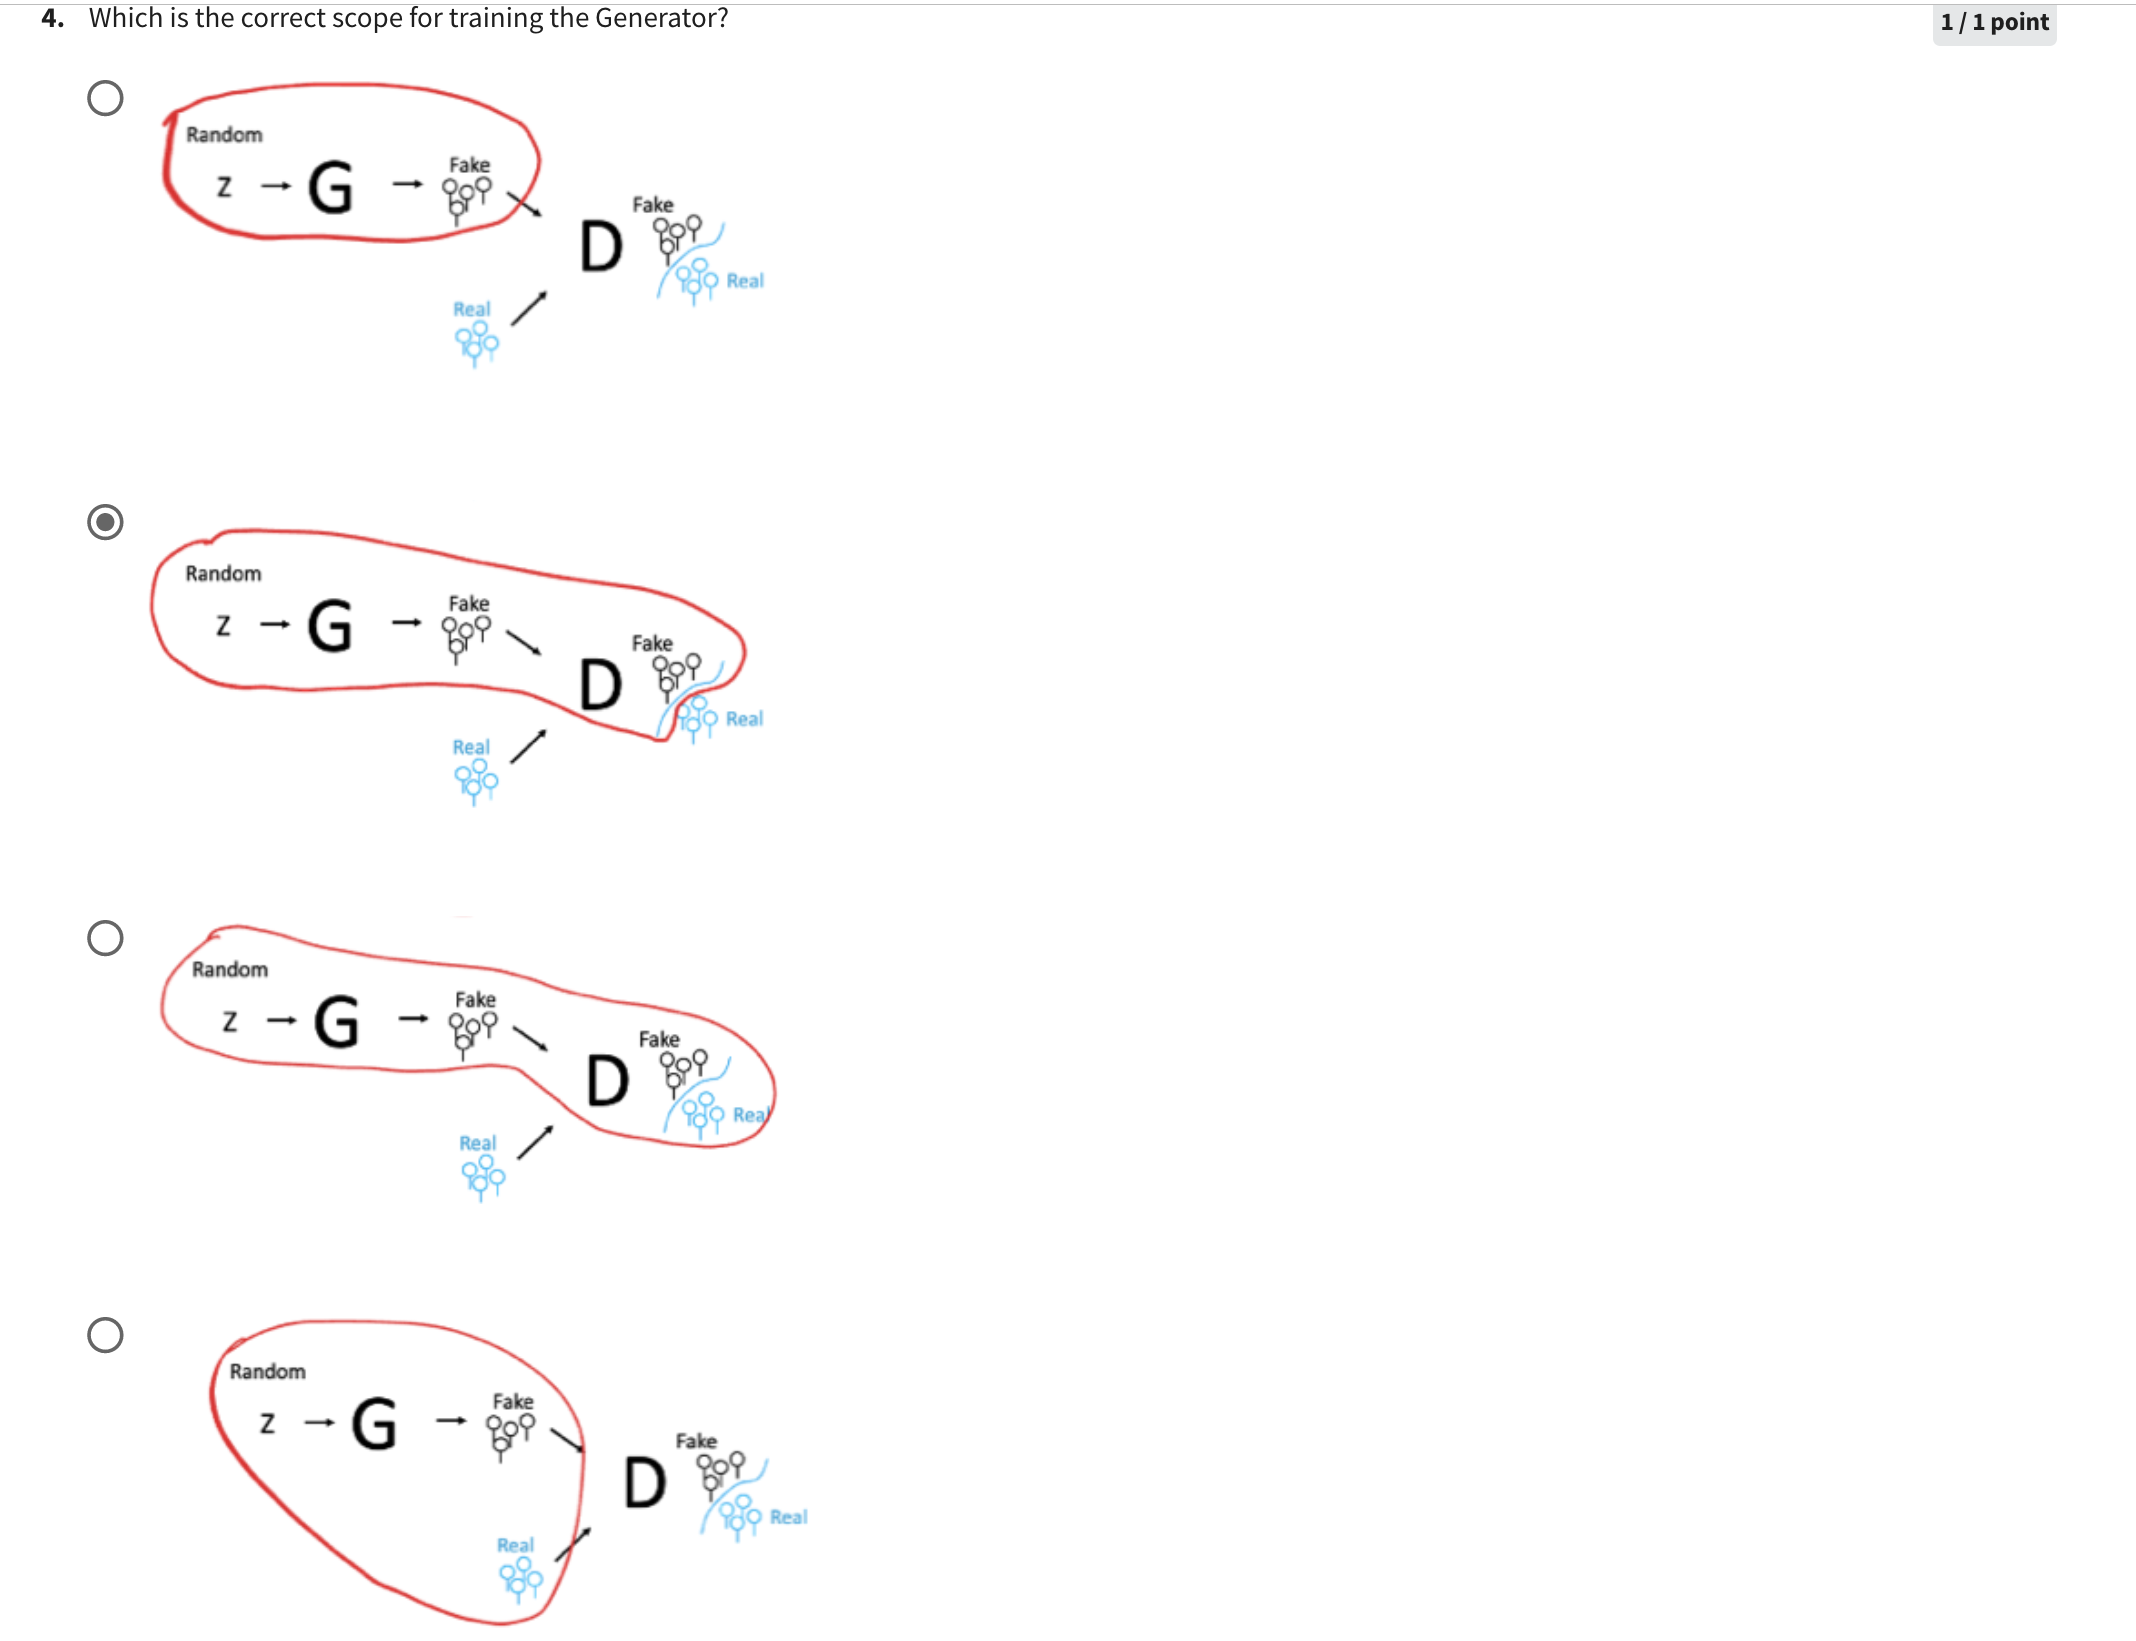 4. Which is the correct scope for training the Generator?
1 / 1 point
Random
Fake
z → G →
Fake
D
Real
Real
Random
Fake
z → G →
Fake
D
Real
Real
Random
Fake
z → G →
Fake
D
Real
Real
Random
Fake
z → G →
Fake
D
Real
Real